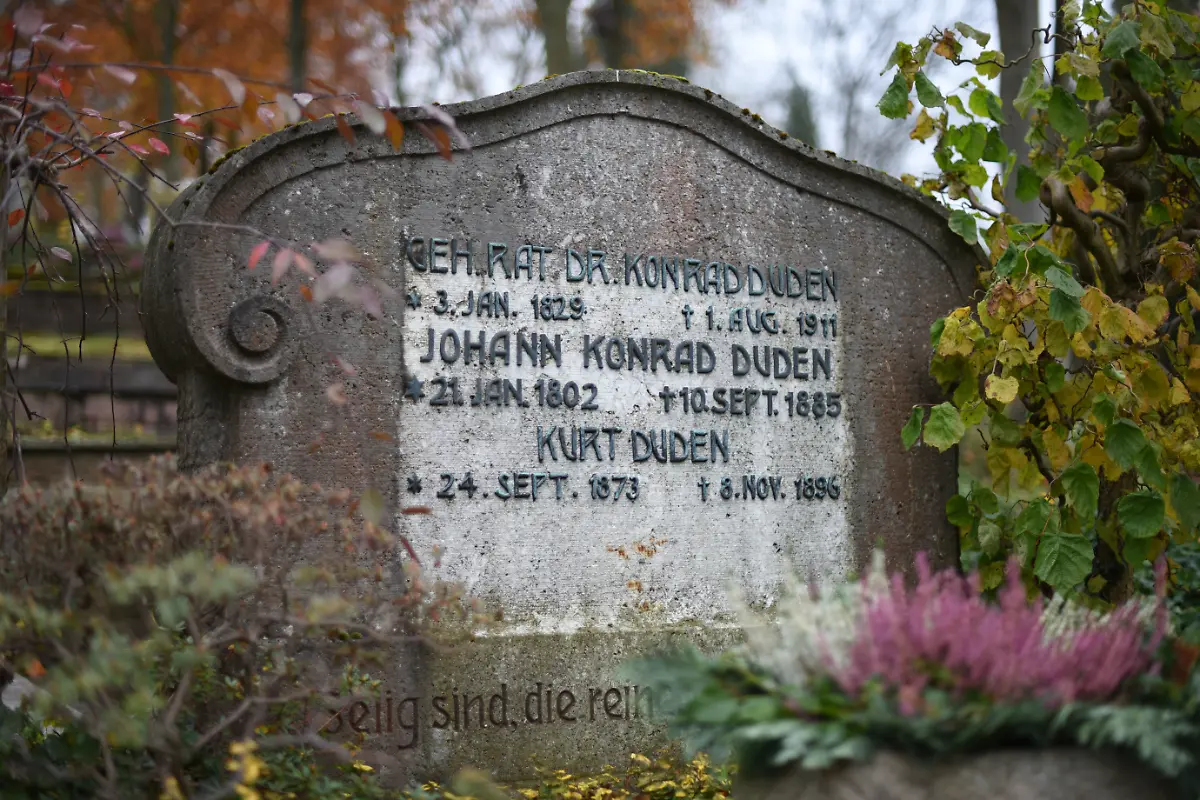 GEH. RAT DR. KONRAD DUDEN
* 3. JAN. 1829 † 1. AUG. 1911
JOHANN KONRAD DUDEN
* 21. JAN. 1802 † 10. SEPT. 1885
KURT DUDEN
* 24. SEPT. 1873 † 8. NOV. 1896
Selig sind, die